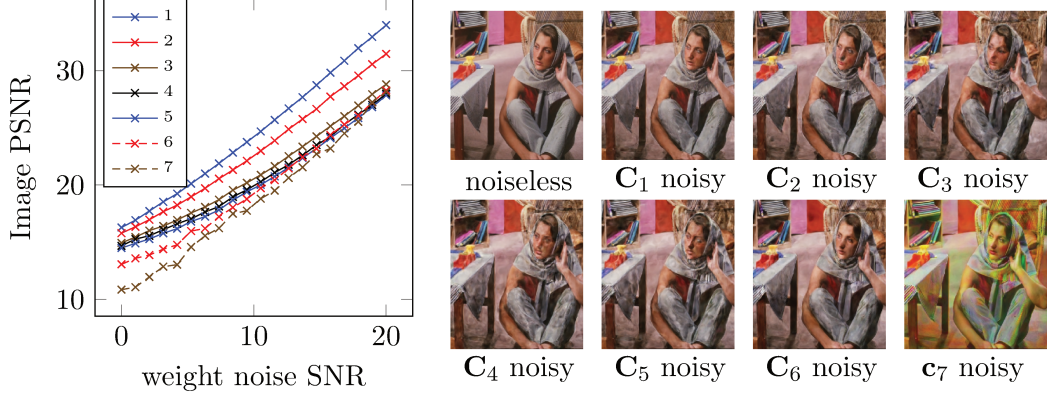 1
2
3
4
5
6
7
30
20
10
0 10 20
Image PSNR
weight noise SNR
noiseless C₁ noisy C₂ noisy C₃ noisy
C₄ noisy C₅ noisy C₆ noisy c₇ noisy